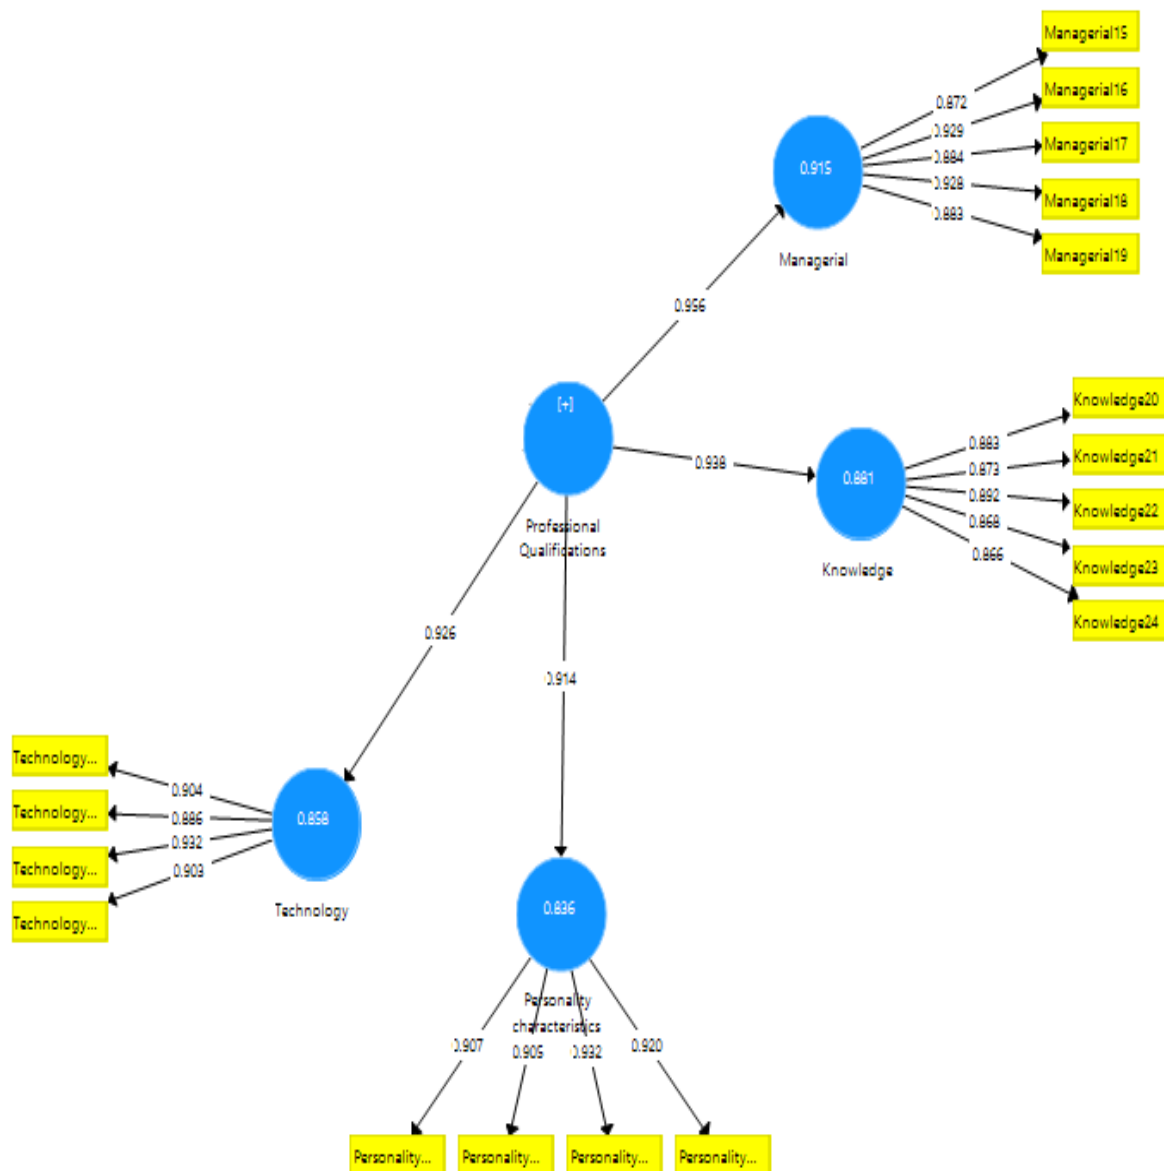 Managerial15
0.872
Managerial16
0.929
0.915
0.884
Managerial17
0.928
Managerial18
0.883
Managerial
Managerial19
0.956
[+]
Knowledge20
0.883
0.938
0.873
Knowledge21
0.881
0.892
Knowledge22
Professional
Qualifications
0.868
0.866
Knowledge
Knowledge23
Knowledge24
0.926
0.914
Technology...
0.904
Technology...
0.886
0.858
0.932
Technology...
0.903
Technology
Technology...
0.836
Personality
characteristics
0.907
0.905
0.932
0.920
Personality...
Personality...
Personality...
Personality...